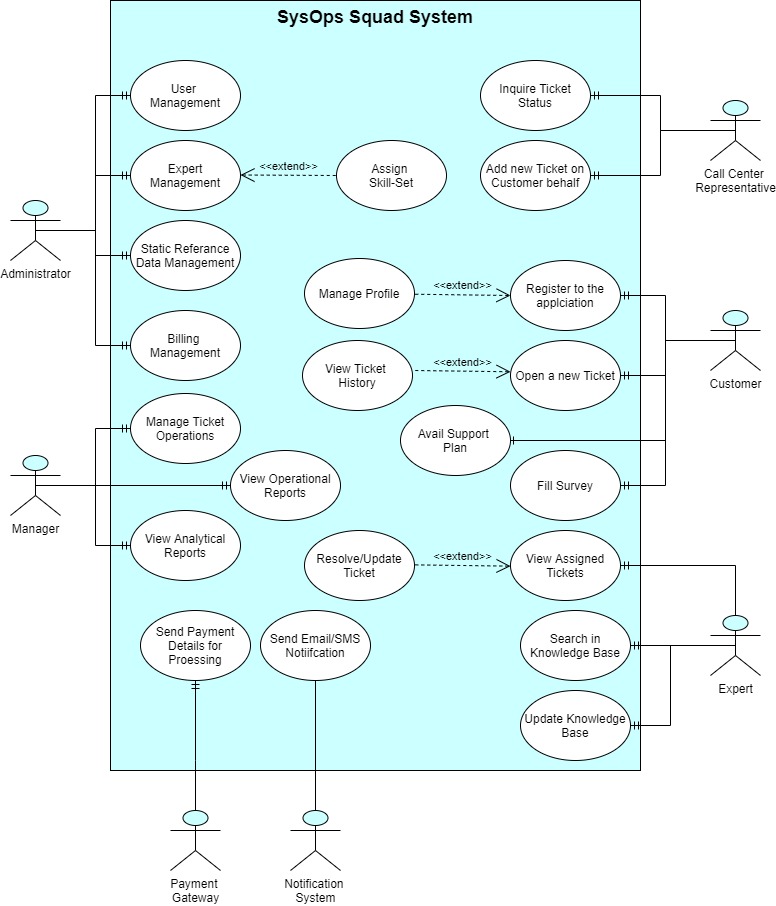 SysOps Squad System
User
Management
Inquire Ticket
Status
Expert
Management
<<extend>>
Assign
Skill-Set
Add new Ticket on
Customer behalf
Call Center
Representative
Static Referance
Data Management
Administrator
Manage Profile
<<extend>>
Register to the
applciation
Billing
Management
View Ticket
History
<<extend>>
Open a new Ticket
Customer
Manage Ticket
Operations
Avail Support
Plan
View Operational
Reports
Fill Survey
Manager
View Analytical
Reports
Resolve/Update
Ticket
<<extend>>
View Assigned
Tickets
Send Payment
Details for
Proessing
Send Email/SMS
Notiifcation
Search in
Knowledge Base
Expert
Update Knowledge
Base
Payment
Gateway
Notification
System